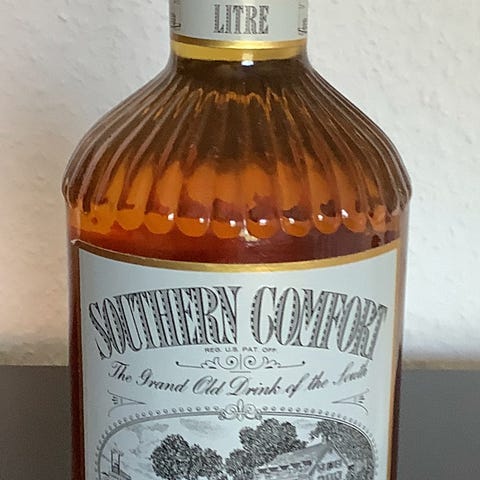 LITRE
SOUTHERN COMFORT
REG. U.S. PAT. OFF.
The Grand Old Drink of the South